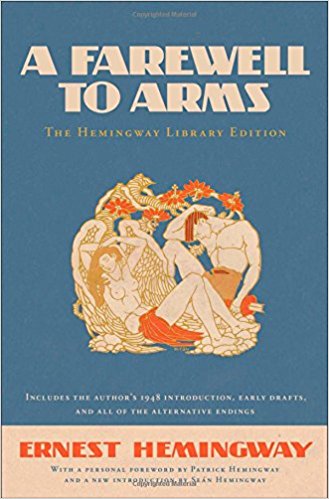 A FAREWELL
TO ARMS
The Hemingway Library Edition
Includes the author's 1948 introduction, early drafts,
and all of the alternative endings
ERNEST HEMINGWAY
With a personal foreword by Patrick Hemingway
and a new introduction by Seán Hemingway